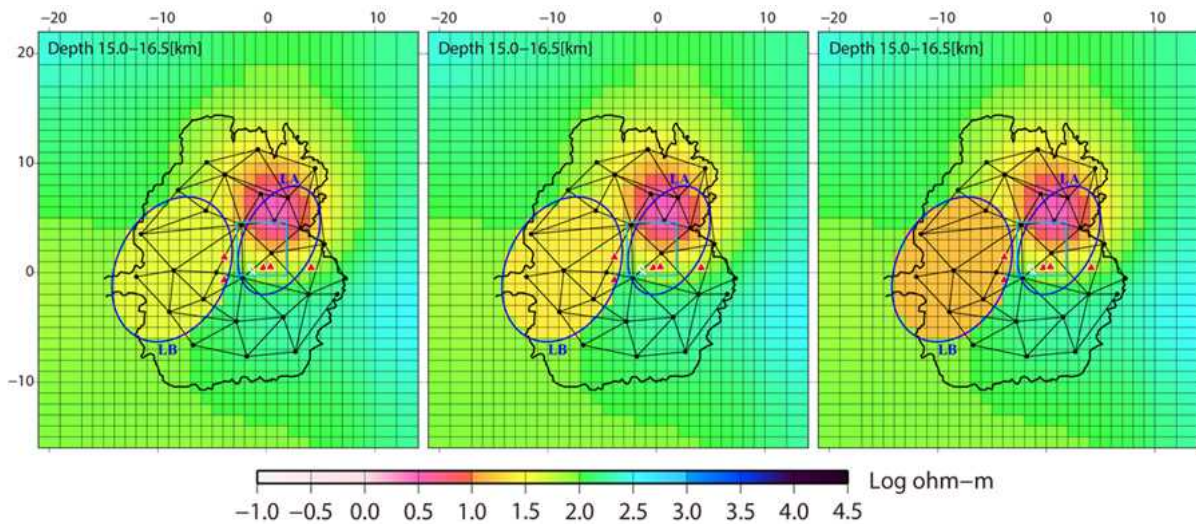 −20 −10 0 10 −20 −10 0 10 −20 −10 0 10
20
10
0
−10
Depth 15.0−16.5[km] Depth 15.0−16.5[km] Depth 15.0−16.5[km]
LA LA LA
LB LB LB
−1.0 −0.5 0.0 0.5 1.0 1.5 2.0 2.5 3.0 3.5 4.0 4.5
Log ohm−m